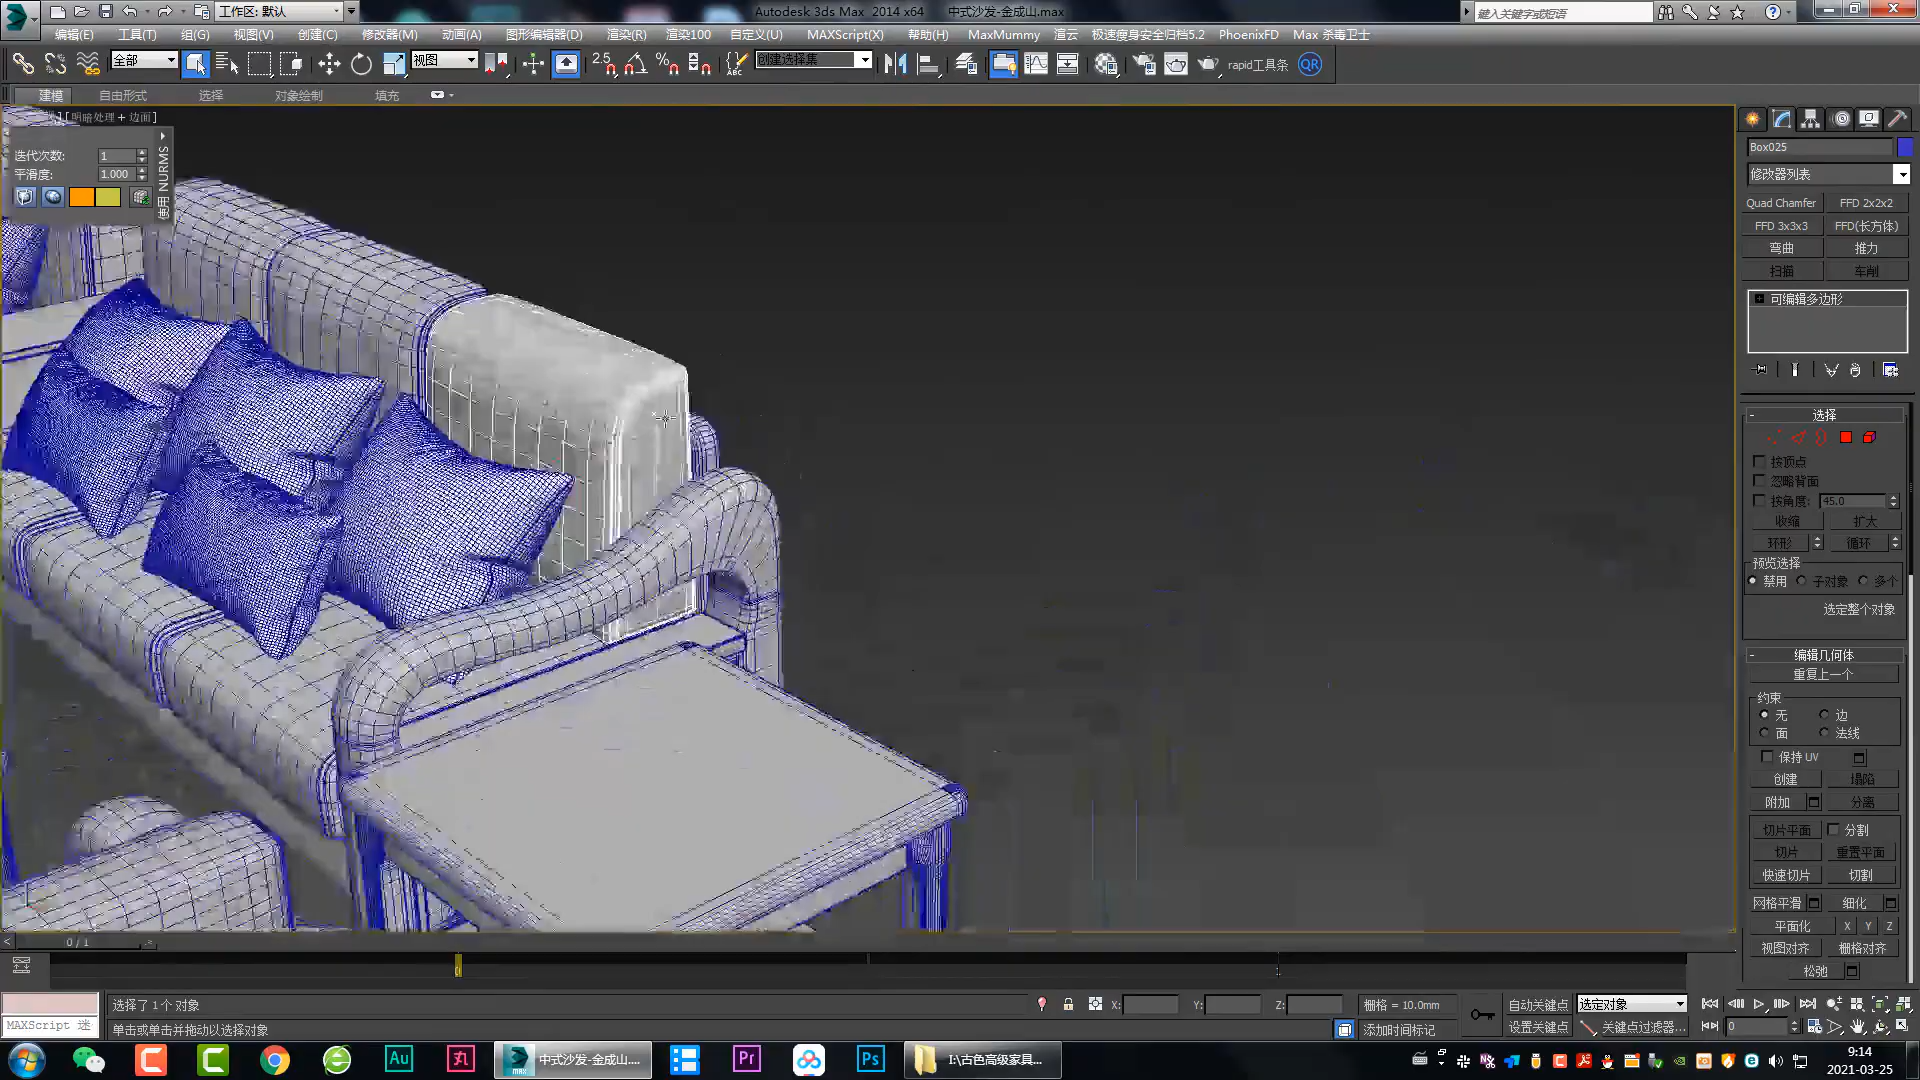 工作区: 默认
Autodesk 3ds Max 2014 x64 中式沙发-金成山.max
键入关键字或短语
编辑(E) 工具(T) 组(G) 视图(V) 创建(C) 修改器(M) 动画(A) 图形编辑器(D) 渲染(R) 渲染100 自定义(U) MAXScript(X) 帮助(H) MaxMummy 渲云 极速瘦身安全归档5.2 PhoenixFD Max 杀毒卫士
全部 视图 2.5 创建选择集 rapid工具条 QR
建模 自由形式 选择 对象绘制 填充
[明暗处理 + 边面]
迭代次数: 1
平滑度: 1.000
使用 NURMS
Box025
修改器列表
Quad Chamfer FFD 2x2x2
FFD 3x3x3 FFD(长方体)
弯曲 推力
扫描 车削
可编辑多边形
选择
按顶点
忽略背面
按角度: 45.0
收缩 扩大
环形 循环
预览选择
禁用 子对象 多个
选定整个对象
编辑几何体
重复上一个
约束
无 边
面 法线
保持 UV
创建 塌陷
附加 分离
切片平面 分割
切片 重置平面
快速切片 切割
网格平滑 细化
平面化 X Y Z
视图对齐 栅格对齐
松弛
0 / 1
选择了 1 个 对象
X: Y: Z: 栅格 = 10.0mm
自动关键点 选定对象
MAXScript 迷
单击或单击并拖动以选择对象
添加时间标记
设置关键点 关键点过滤器... 0
Au Pr Ps
中式沙发-金成山....
I:\古色高级家具...
9:14
2021-03-25